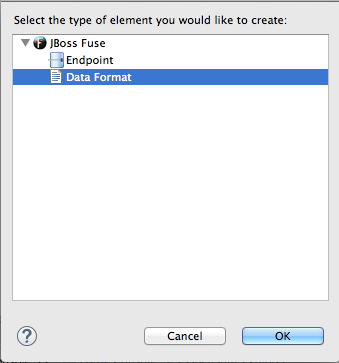 Select the type of element you would like to create:
JBoss Fuse
Endpoint
Data Format
?
Cancel
OK